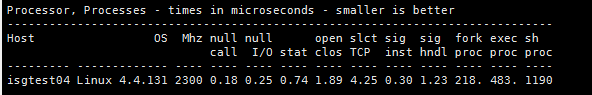 Processor, Processes - times in microseconds - smaller is better
------------------------------------------------------------------------------
Host                 OS  Mhz null null      open slct sig  sig  fork exec sh
                             call  I/O stat clos TCP  inst hndl proc proc proc
--------- ------------- ---- ---- ---- ---- ---- ---- ---- ---- ---- ---- ----
isgtest04 Linux 4.4.131 2300 0.18 0.25 0.74 1.89 4.25 0.30 1.23 218. 483. 1190